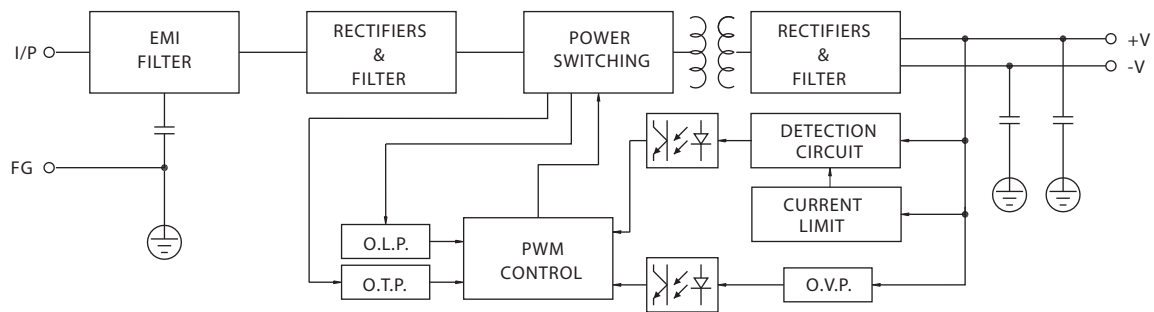 I/P
EMI
FILTER
RECTIFIERS
&
FILTER
POWER
SWITCHING
RECTIFIERS
&
FILTER
+V
-V
FG
DETECTION
CIRCUIT
CURRENT
LIMIT
O.L.P.
O.T.P.
PWM
CONTROL
O.V.P.